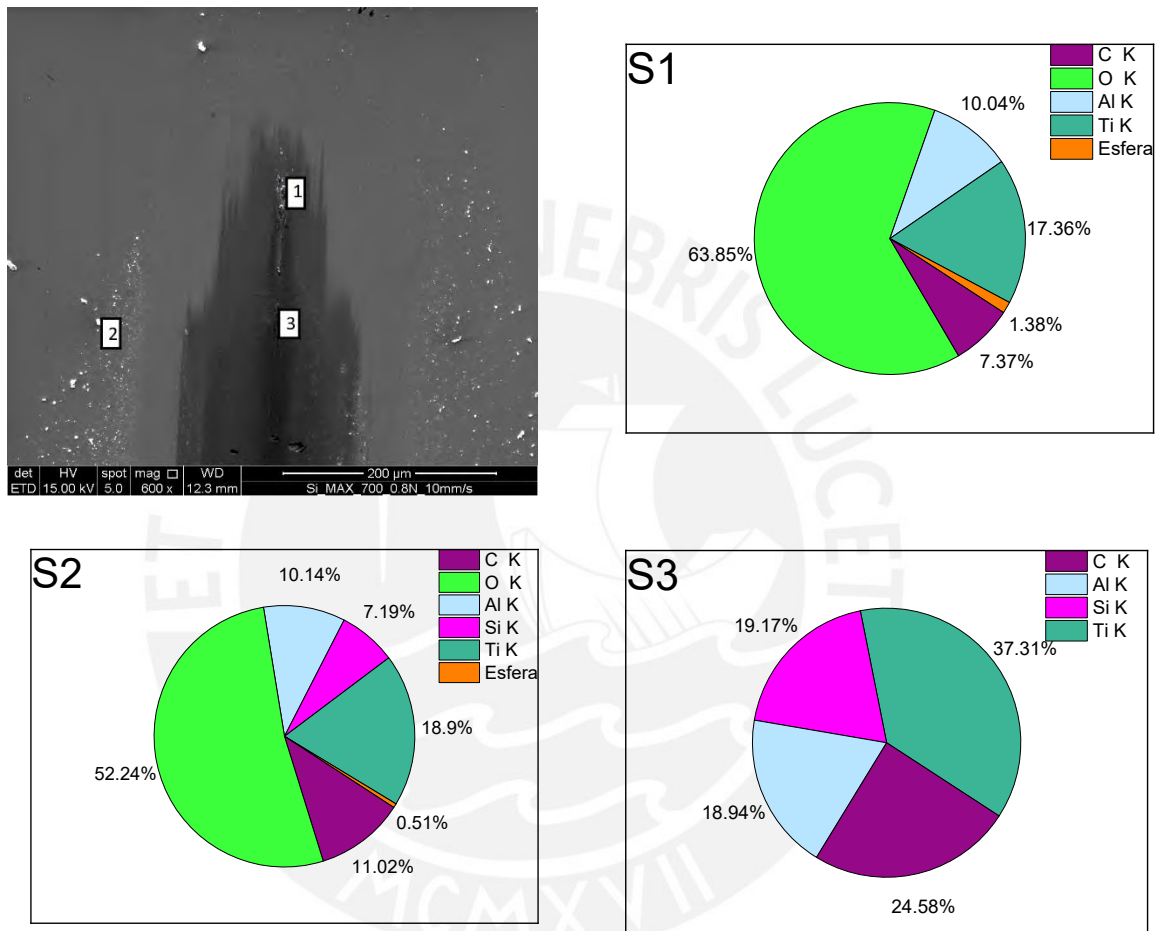 1
2
3
det HV spot mag □ WD 200 µm
ETD 15.00 kV 5.0 600 x 12.3 mm Si_MAX_700_0.8N_10mm/s
S1
C K
O K
Al K
Ti K
Esfera
10.04%
17.36%
63.85%
1.38%
7.37%
S2
C K
O K
Al K
Si K
Ti K
Esfera
10.14%
7.19%
18.9%
52.24%
0.51%
11.02%
S3
C K
Al K
Si K
Ti K
19.17%
37.31%
18.94%
24.58%
ET
LUCET
MCMXVII